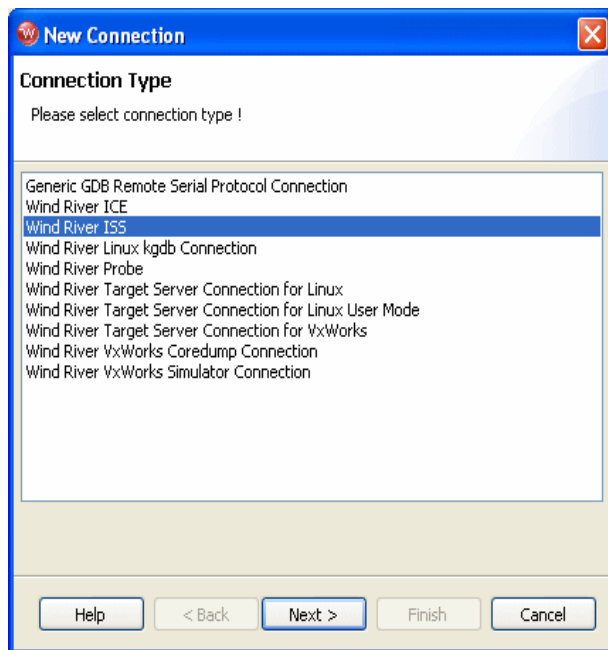 New Connection
Connection Type
Please select connection type !
Generic GDB Remote Serial Protocol Connection
Wind River ICE
Wind River ISS
Wind River Linux kgdb Connection
Wind River Probe
Wind River Target Server Connection for Linux
Wind River Target Server Connection for Linux User Mode
Wind River Target Server Connection for VxWorks
Wind River VxWorks Coredump Connection
Wind River VxWorks Simulator Connection
Help < Back Next > Finish Cancel